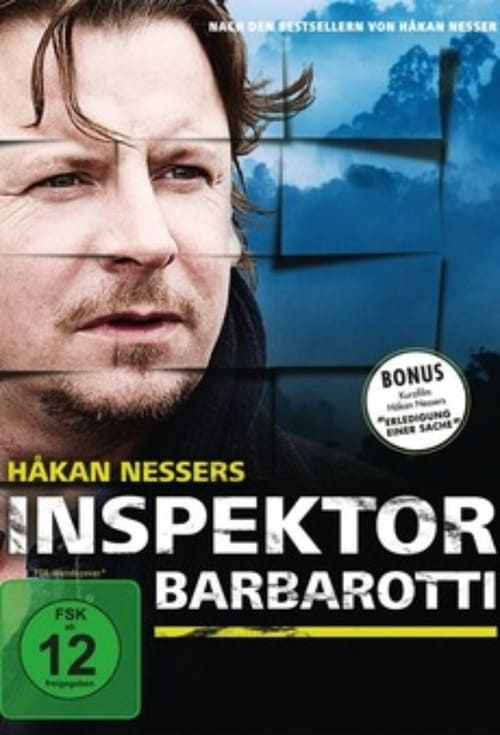 NACH DEN BESTSELLERN VON HÅKAN NESSER
BONUS
Kurzfilm
Håkan Nessers
"ERLEDIGUNG
EINER SACHE"
HÅKAN NESSERS
INSPEKTOR
BARBAROTTI
FSK
ab
12
freigegeben